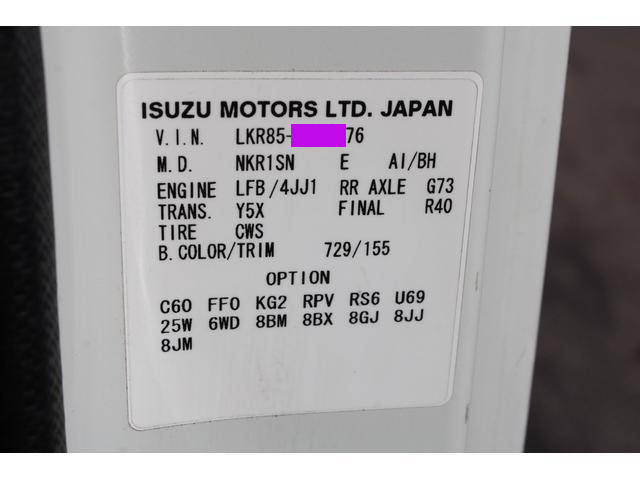 ISUZU MOTORS LTD. JAPAN
V.I.N. LKR85- 76
M.D. NKR1SN E AI/BH
ENGINE LFB/4JJ1 RR AXLE G73
TRANS. Y5X FINAL R40
TIRE CWS
B.COLOR/TRIM 729/155
OPTION
C60 FF0 KG2 RPV RS6 U69
25W 6WD 8BM 8BX 8GJ 8JJ
8JM